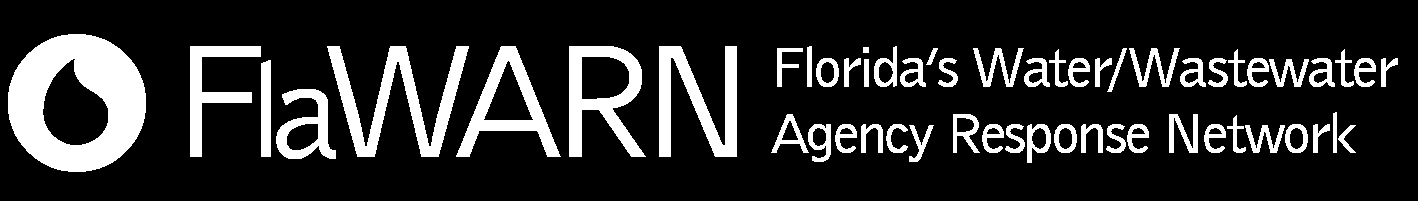 FlaWARN
Florida's Water/Wastewater
Agency Response Network